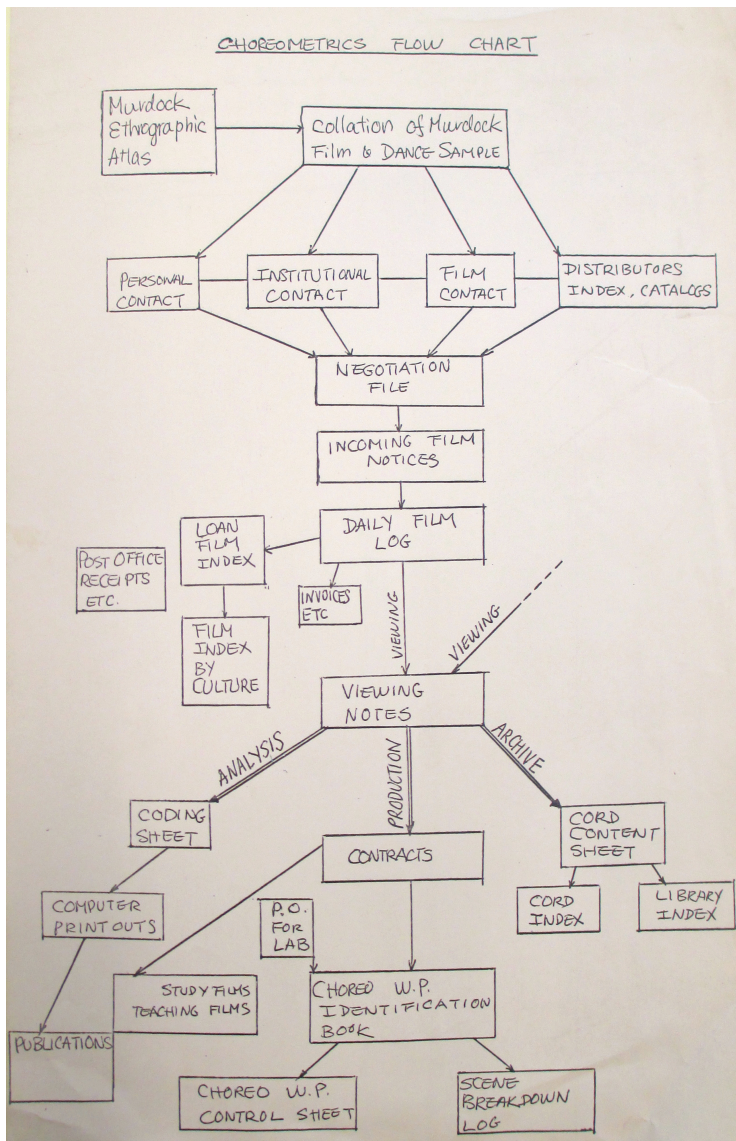 CHOREOMETRICS FLOW CHART
Murdock
Ethnographic
Atlas
Collation of Murdock
Film & DANCE SAMPLE
PERSONAL
CONTACT
INSTITUTIONAL
CONTACT
FILM
CONTACT
DISTRIBUTORS
INDEX, CATALOGS
NEGOTIATION
FILE
INCOMING FILM
NOTICES
DAILY FILM
LOG
LOAN
FILM
INDEX
POST OFFICE
RECEIPTS
ETC.
INVOICES
ETC
FILM
INDEX
BY
CULTURE
VIEWING
VIEWING
VIEWING
NOTES
ANALYSIS
PRODUCTION
ARCHIVE
CODING
SHEET
CONTRACTS
CORD
CONTENT
SHEET
COMPUTER
PRINTOUTS
P.O.
FOR
LAB
CORD
INDEX
LIBRARY
INDEX
STUDY FILMS
TEACHING FILMS
CHOREO W.P.
IDENTIFICATION
BOOK
PUBLICATIONS
CHOREO W.P.
CONTROL SHEET
SCENE
BREAKDOWN
LOG ...